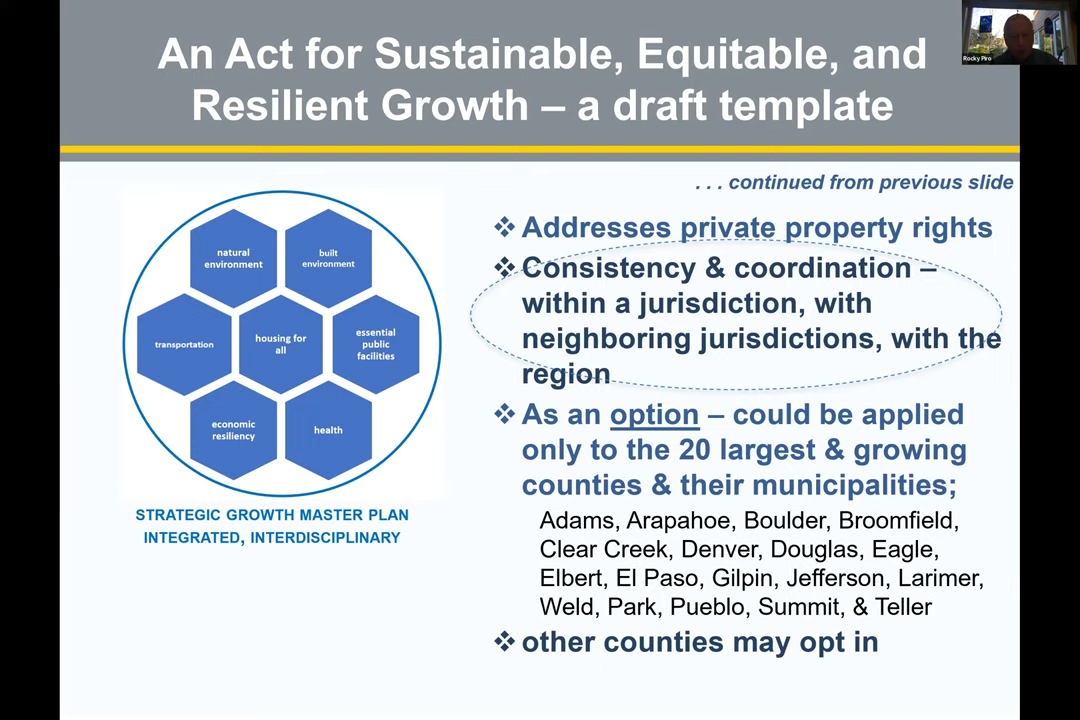 An Act for Sustainable, Equitable, and
Resilient Growth – a draft template
Rocky Piro
. . . continued from previous slide
natural
environment
built
environment
transportation
housing for
all
essential
public
facilities
economic
resiliency
health
STRATEGIC GROWTH MASTER PLAN
INTEGRATED, INTERDISCIPLINARY
❖ Addresses private property rights
❖ Consistency & coordination –
within a jurisdiction, with
neighboring jurisdictions, with the
region
❖ As an option – could be applied
only to the 20 largest & growing
counties & their municipalities;
Adams, Arapahoe, Boulder, Broomfield,
Clear Creek, Denver, Douglas, Eagle,
Elbert, El Paso, Gilpin, Jefferson, Larimer,
Weld, Park, Pueblo, Summit, & Teller
❖ other counties may opt in